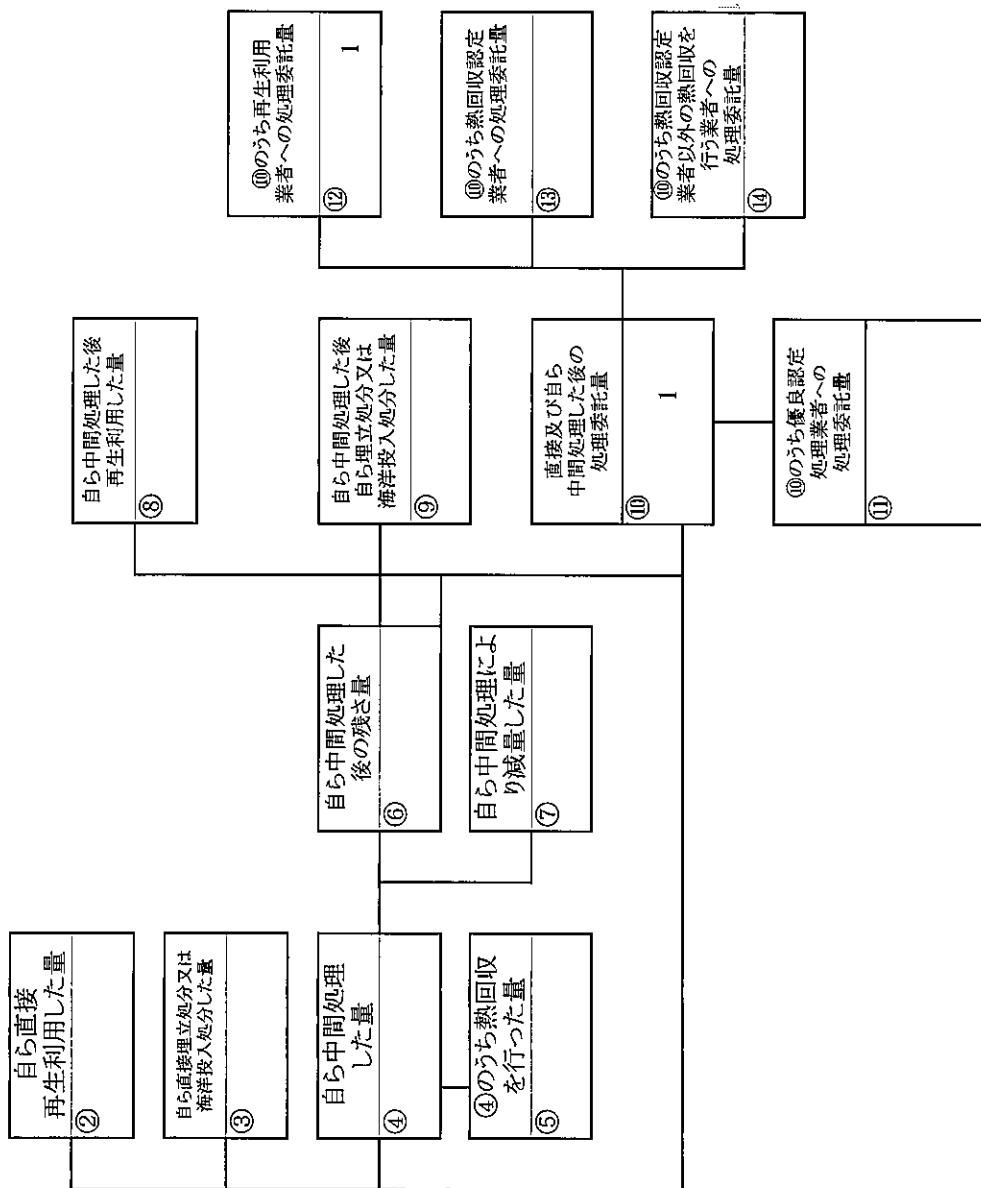 自ら直接
再生利用した量
②
自ら直接埋立処分又は
海洋投入処分した量
③
自ら中間処理
した量
④
④のうち熱回収
を行った量
⑤
自ら中間処理した
後の残さ量
⑥
自ら中間処理によ
り減量した量
⑦
自ら中間処理した後
再生利用した量
⑧
自ら中間処理した後
自ら埋立処分又は
海洋投入処分した量
⑨
直接及び自ら
中間処理した後の
処理委託量
⑩
1
⑩のうち優良認定
処理業者への
処理委託量
⑪
⑩のうち再生利用
業者への処理委託量
⑫
1
⑩のうち熱回収認定
業者への処理委託量
⑬
⑩のうち熱回収認定
業者以外の熱回収を
行う業者への
処理委託量
⑭